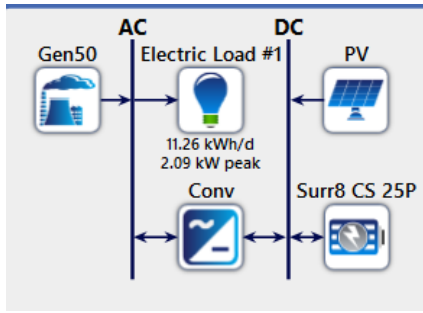 AC
DC
Gen50
Electric Load #1
PV
11.26 kWh/d
2.09 kW peak
Conv
Surr8 CS 25P